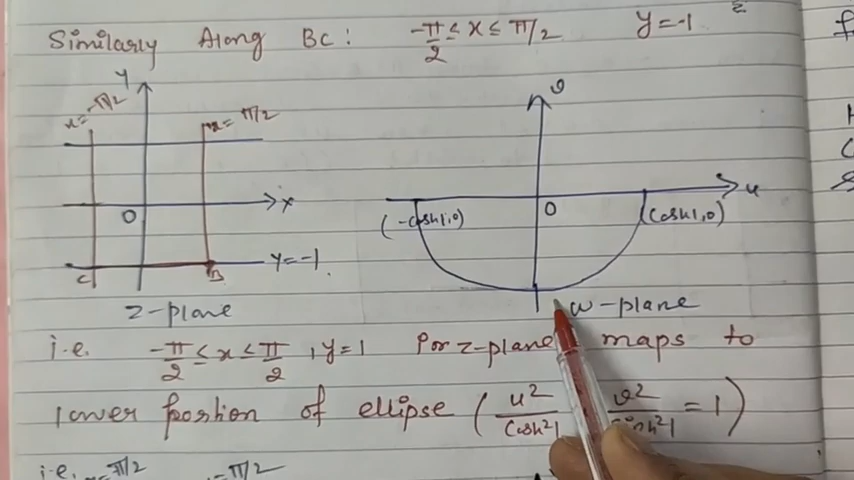 Similarly Along BC: -π/2 ≤ x ≤ π/2 y=-1
y v
x=-π/2 x=π/2
O x O u
(-cosh1,0) (cosh1,0)
C B y=-1
z-plane w-plane
i.e. -π/2 ≤ x ≤ π/2 , y=1 For z-plane maps to
lower portion of ellipse (u²/cosh²1 v²/sinh²1 = 1)
i.e. -π/2 -π/2